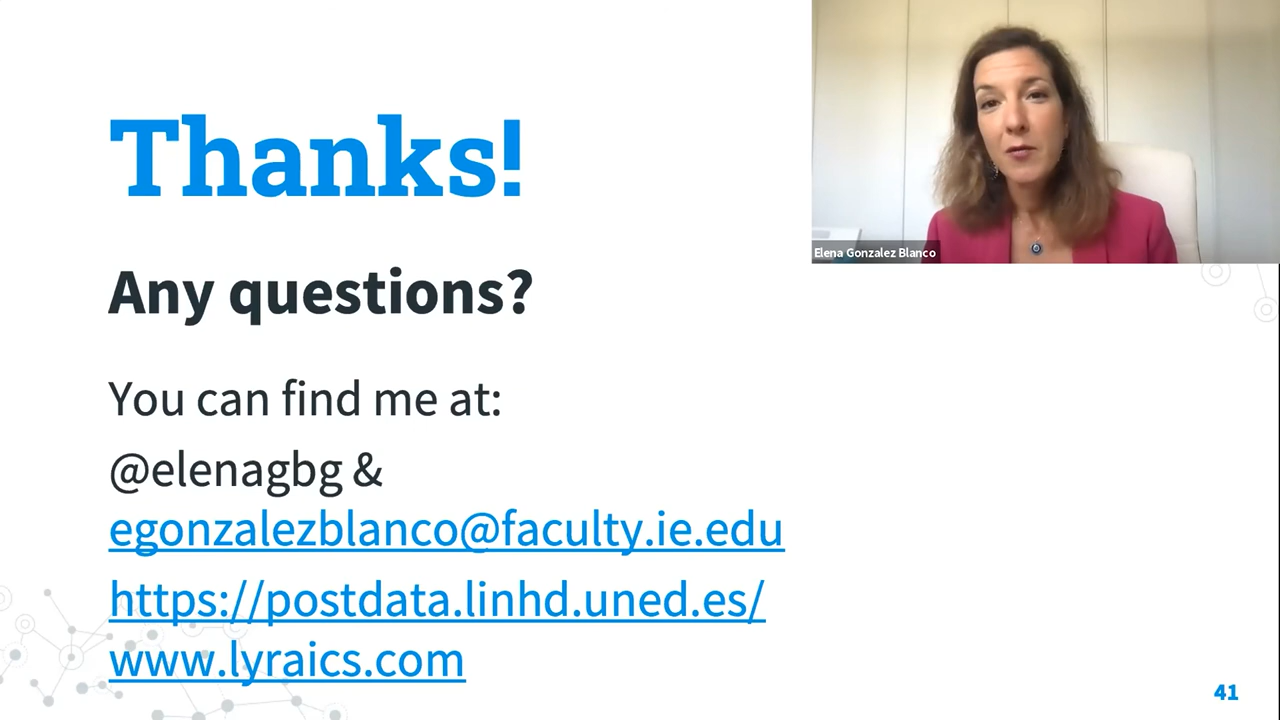 Thanks!
Any questions?
You can find me at:
@elenagbg &
egonzalezblanco@faculty.ie.edu
https://postdata.linhd.uned.es/
www.lyraics.com
Elena Gonzalez Blanco
41